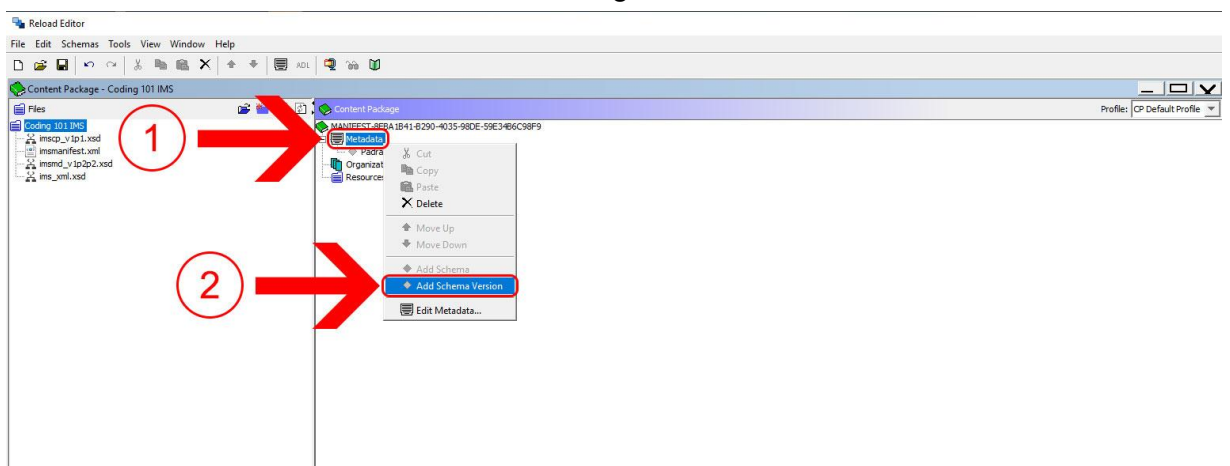 Reload Editor
File Edit Schemas Tools View Window Help
ADL
Content Package - Coding 101 IMS
Files
Content Package
Profile: CP Default Profile
Coding 101 IMS
imscp_v1p1.xsd
imsmanifest.xml
imsmd_v1p2p2.xsd
ims_xml.xsd
1
Metadata
Padra
Organizat
Resources
Cut
Copy
Paste
Delete
Move Up
Move Down
Add Schema
2
Add Schema Version
Edit Metadata...